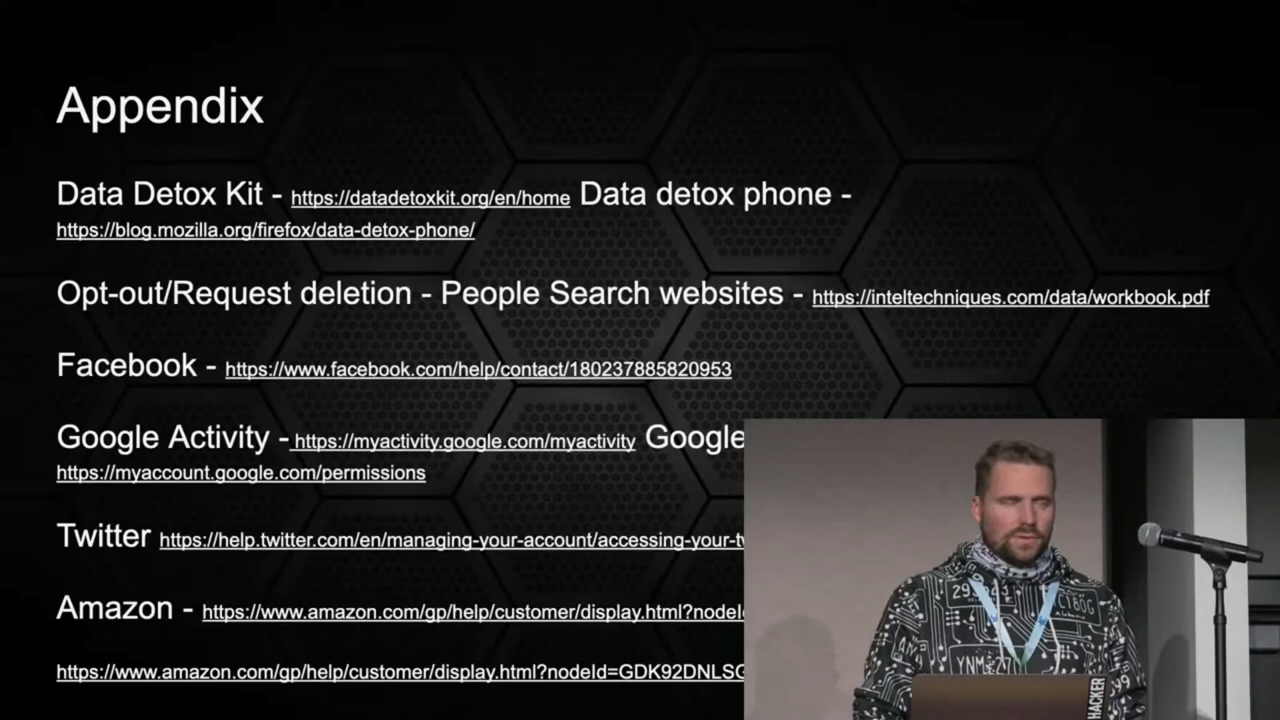 Appendix
Data Detox Kit - https://datadetoxkit.org/en/home Data detox phone -
https://blog.mozilla.org/firefox/data-detox-phone/
Opt-out/Request deletion - People Search websites - https://inteltechniques.com/data/workbook.pdf
Facebook - https://www.facebook.com/help/contact/180237885820953
Google Activity - https://myactivity.google.com/myactivity Google
https://myaccount.google.com/permissions
Twitter https://help.twitter.com/en/managing-your-account/accessing-your-tw
Amazon - https://www.amazon.com/gp/help/customer/display.html?nodeI
https://www.amazon.com/gp/help/customer/display.html?nodeId=GDK92DNLSG
HACKER